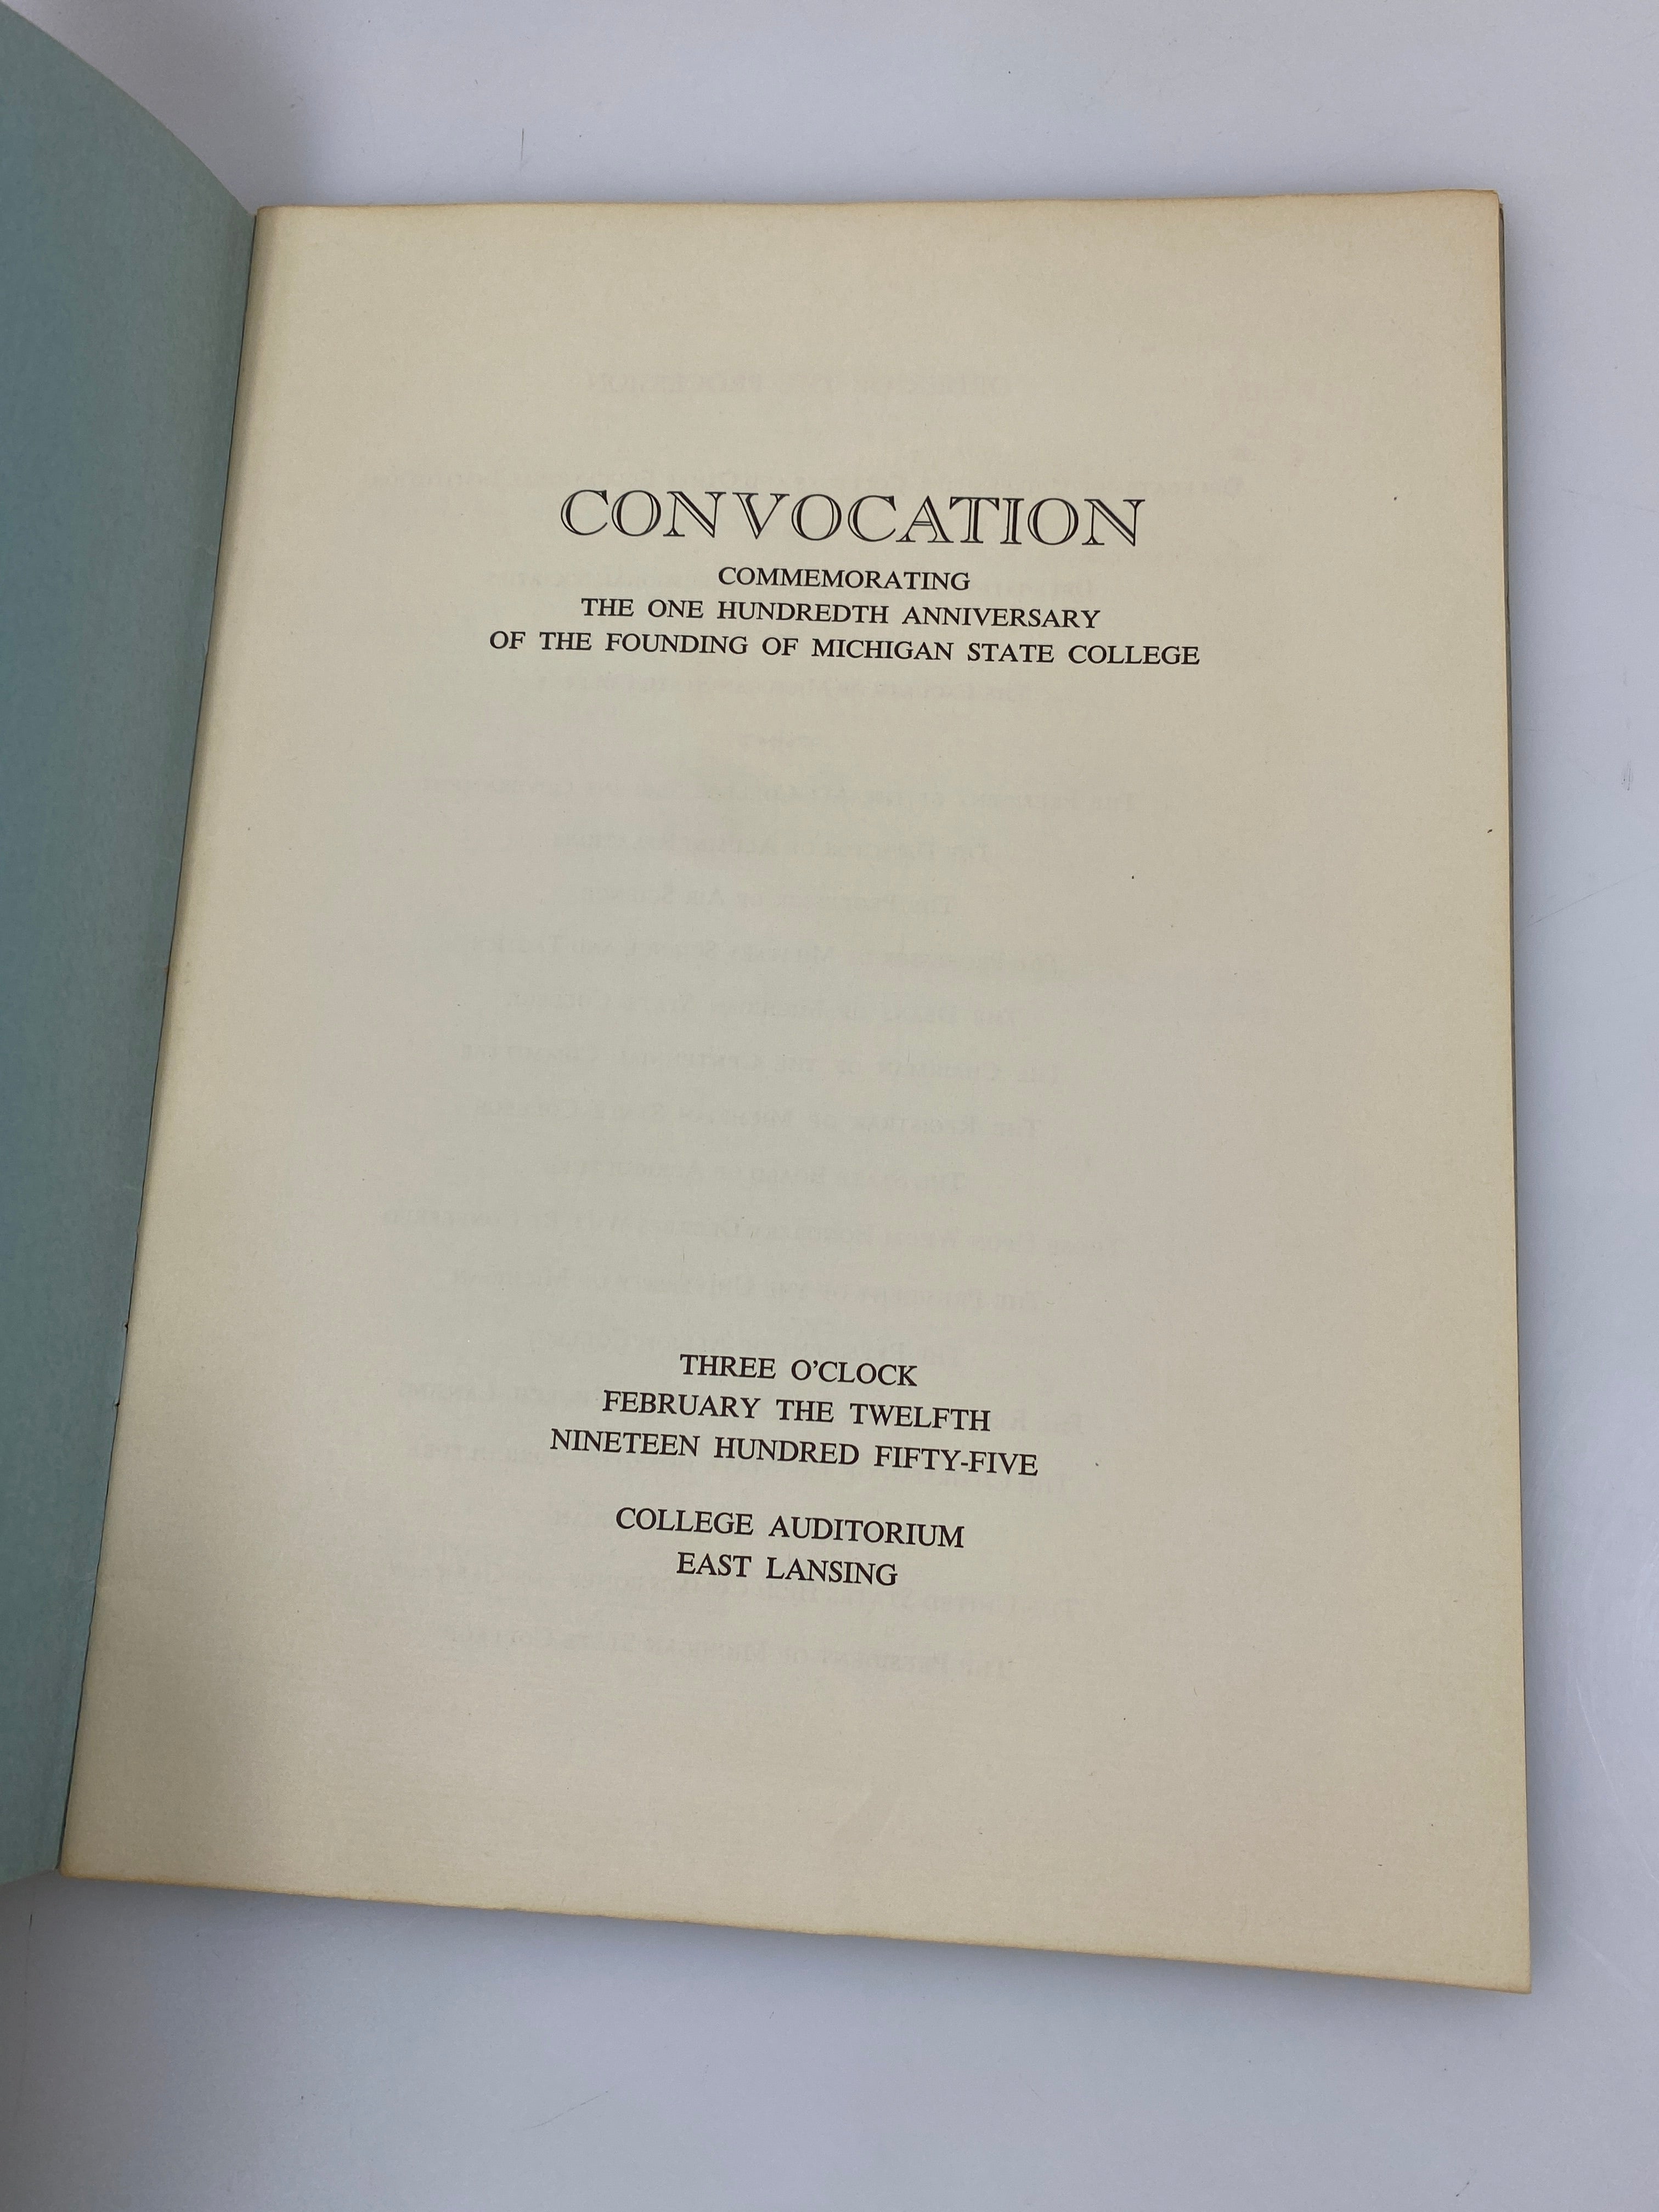 CONVOCATION
COMMEMORATING
THE ONE HUNDREDTH ANNIVERSARY
OF THE FOUNDING OF MICHIGAN STATE COLLEGE
THREE O'CLOCK
FEBRUARY THE TWELFTH
NINETEEN HUNDRED FIFTY-FIVE
COLLEGE AUDITORIUM
EAST LANSING